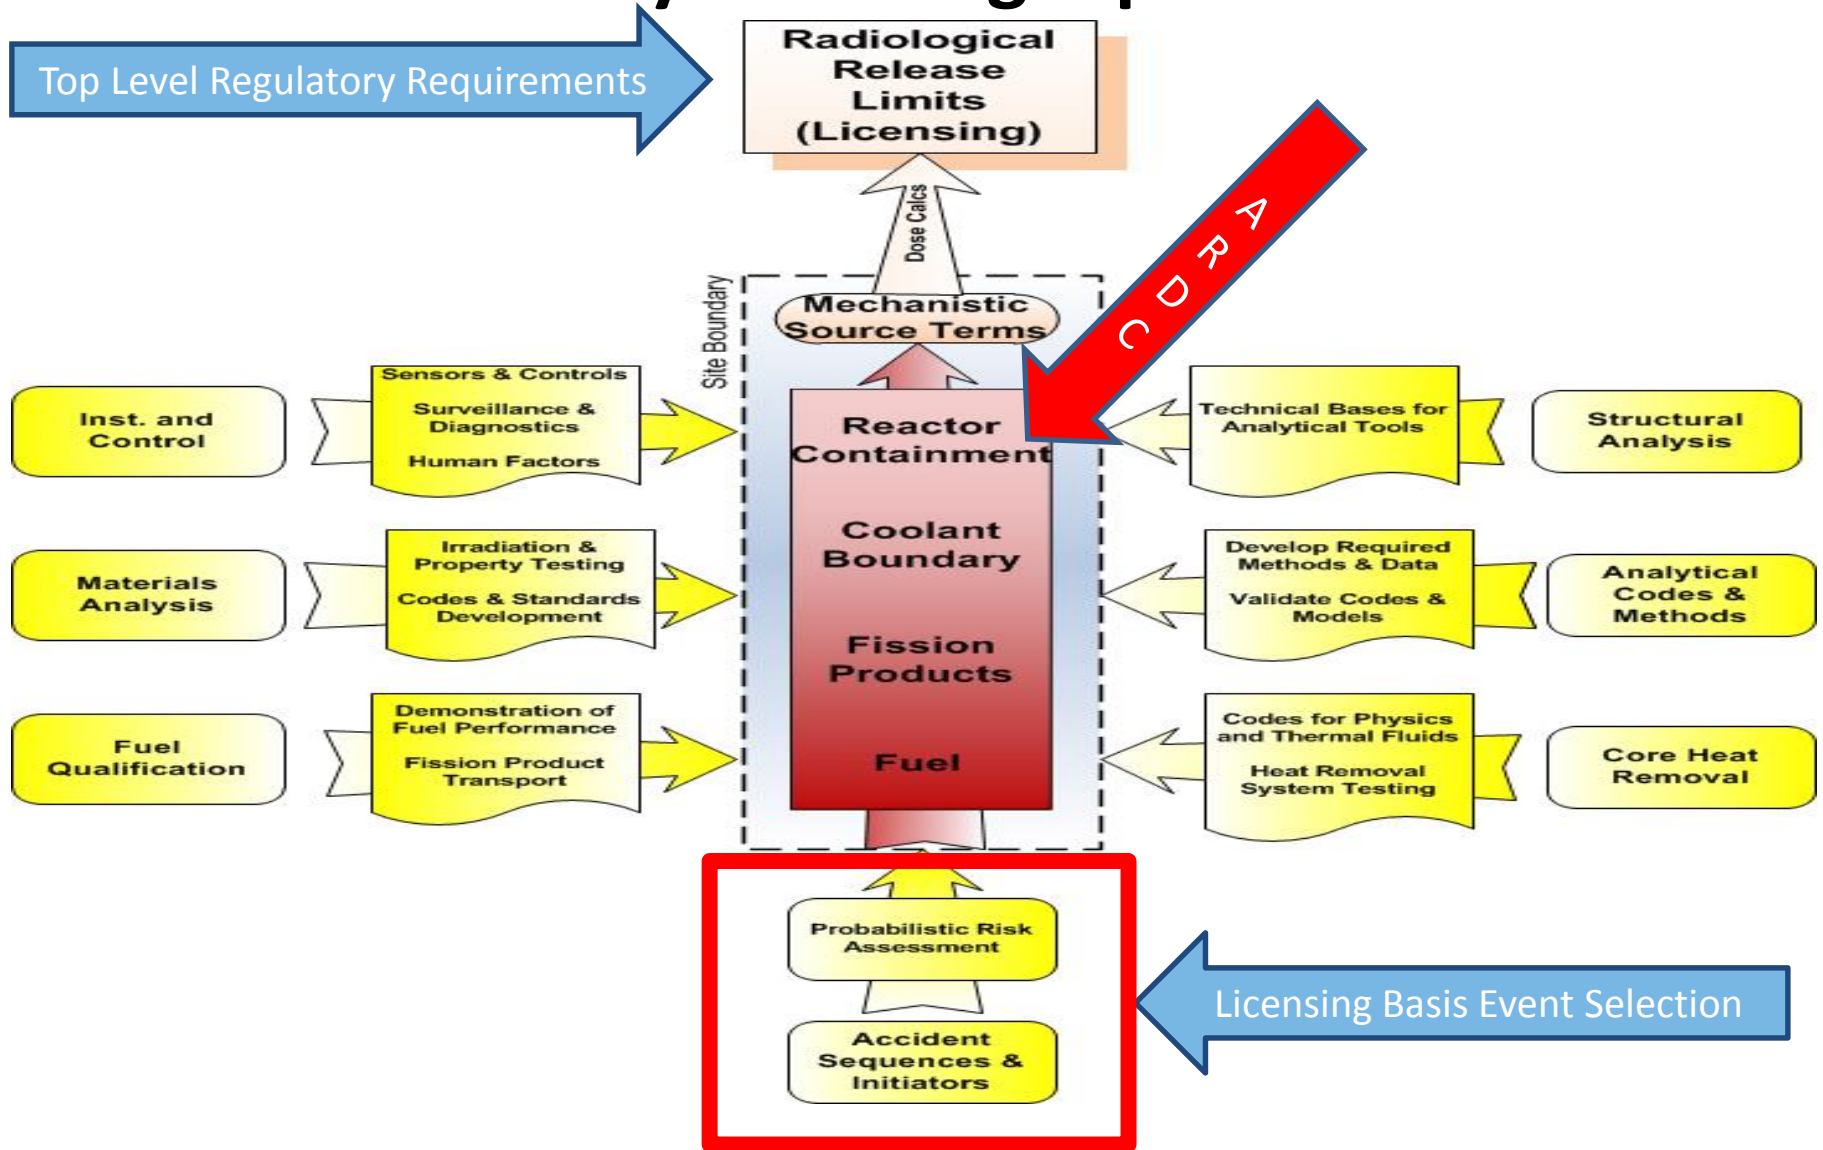 Top Level Regulatory Requirements
Radiological
Release
Limits
(Licensing)
A
R
D
C
Dose Calcs
Site Boundary
Mechanistic
Source Terms
Inst. and
Control
Sensors & Controls
Surveillance &
Diagnostics
Human Factors
Reactor
Containment
Technical Bases for
Analytical Tools
Structural
Analysis
Materials
Analysis
Irradiation &
Property Testing
Codes & Standards
Development
Coolant
Boundary
Develop Required
Methods & Data
Validate Codes &
Models
Analytical
Codes &
Methods
Fission
Products
Fuel
Qualification
Demonstration of
Fuel Performance
Fission Product
Transport
Fuel
Codes for Physics
and Thermal Fluids
Heat Removal
System Testing
Core Heat
Removal
Probabilistic Risk
Assessment
Accident
Sequences &
Initiators
Licensing Basis Event Selection